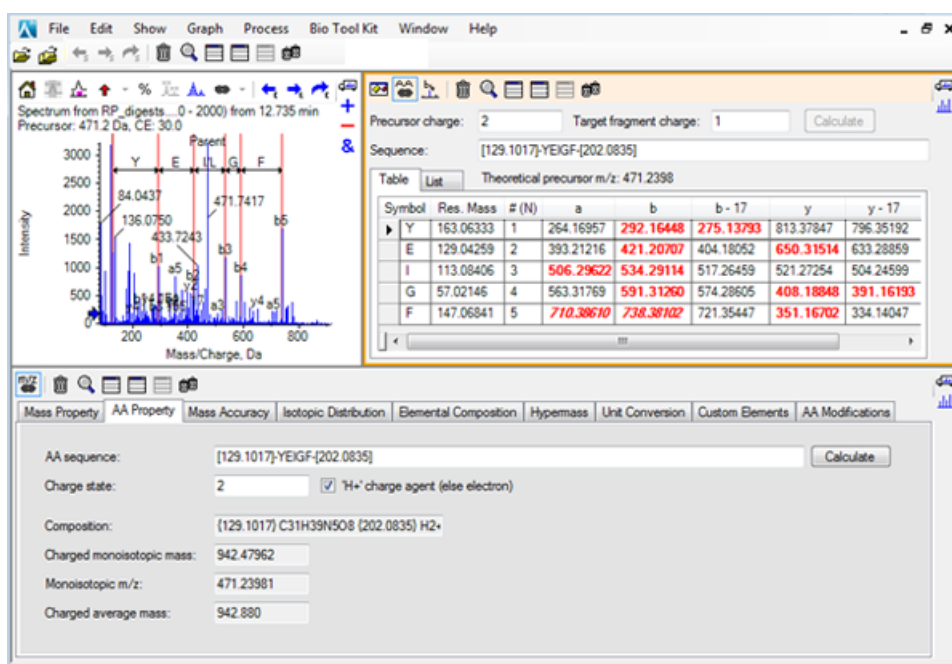 File Edit Show Graph Process Bio Tool Kit Window Help
Spectrum from RP_digests....0 - 2000) from 12.735 min
Precursor: 471.2 Da, CE: 30.0
Parent
Y E I/L G F
3000
2500
2000
1500
1000
500
0
Intensity
84.0437
136.0750
471.7417
433.7243
b5
b3
b1
b2
b4
a5
a3
y4
a5
200 400 600 800
Mass/Charge, Da
Precursor charge: 2 Target fragment charge: 1 Calculate
Sequence: [129.1017]-YEIGF-[202.0835]
Table List Theoretical precursor m/z: 471.2398
Symbol Res. Mass # (N) a b b - 17 y y - 17
Y 163.06333 1 264.16957 292.16448 275.13793 813.37847 796.35192
E 129.04259 2 393.21216 421.20707 404.18052 650.31514 633.28859
I 113.08406 3 506.29622 534.29114 517.26459 521.27254 504.24599
G 57.02146 4 563.31769 591.31260 574.28605 408.18848 391.16193
F 147.06841 5 710.38610 738.38102 721.35447 351.16702 334.14047
Mass Property AA Property Mass Accuracy Isotopic Distribution Elemental Composition Hypermass Unit Conversion Custom Elements AA Modifications
AA sequence: [129.1017]-YEIGF-[202.0835] Calculate
Charge state: 2 'H+' charge agent (else electron)
Composition: {129.1017} C31H39N5O8 {202.0835} H2+
Charged monoisotopic mass: 942.47962
Monoisotopic m/z: 471.23981
Charged average mass: 942.880